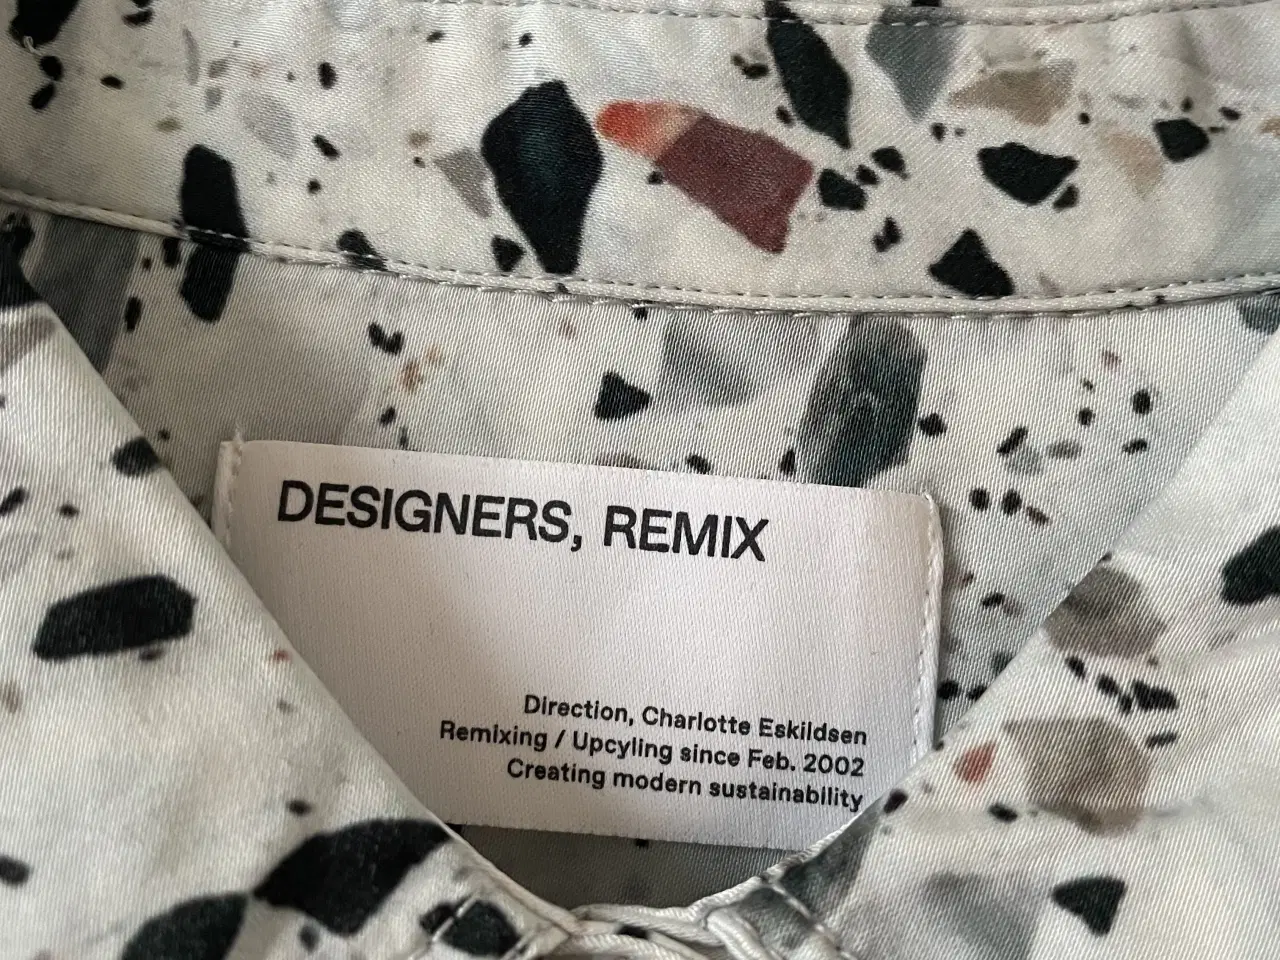 DESIGNERS, REMIX
Direction, Charlotte Eskildsen
Remixing / Upcyling since Feb. 2002
Creating modern sustainability